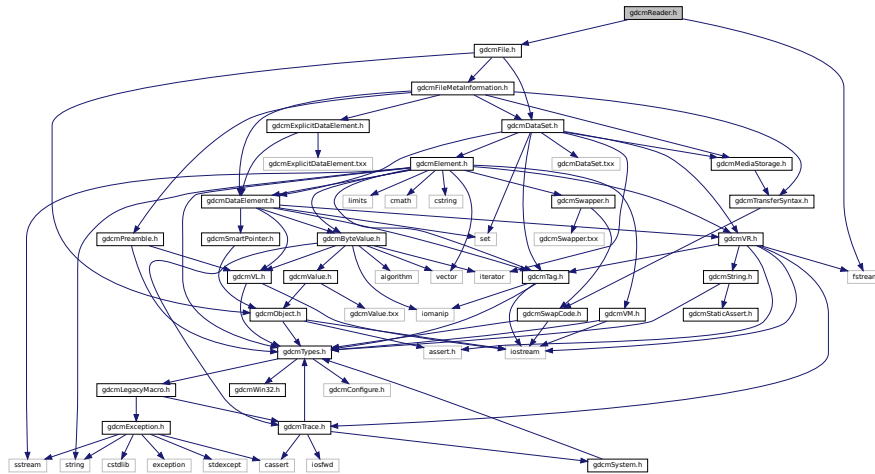 gdcmReader.h
gdcmFile.h
gdcmFileMetaInformation.h
gdcmExplicitDataElement.h
gdcmDataSet.h
gdcmExplicitDataElement.txx
gdcmElement.h
gdcmDataSet.txx
gdcmMediaStorage.h
gdcmDataElement.h
limits
cmath
cstring
gdcmSwapper.h
gdcmTransferSyntax.h
gdcmPreamble.h
gdcmSmartPointer.h
gdcmByteValue.h
set
gdcmSwapper.txx
gdcmVR.h
gdcmVL.h
gdcmValue.h
algorithm
vector
iterator
gdcmTag.h
gdcmString.h
fstream
gdcmObject.h
gdcmValue.txx
iomanip
gdcmSwapCode.h
gdcmVM.h
gdcmStaticAssert.h
gdcmTypes.h
assert.h
iostream
gdcmLegacyMacro.h
gdcmWin32.h
gdcmConfigure.h
gdcmException.h
gdcmTrace.h
sstream
string
cstdlib
exception
stdexcept
cassert
iosfwd
gdcmSystem.h